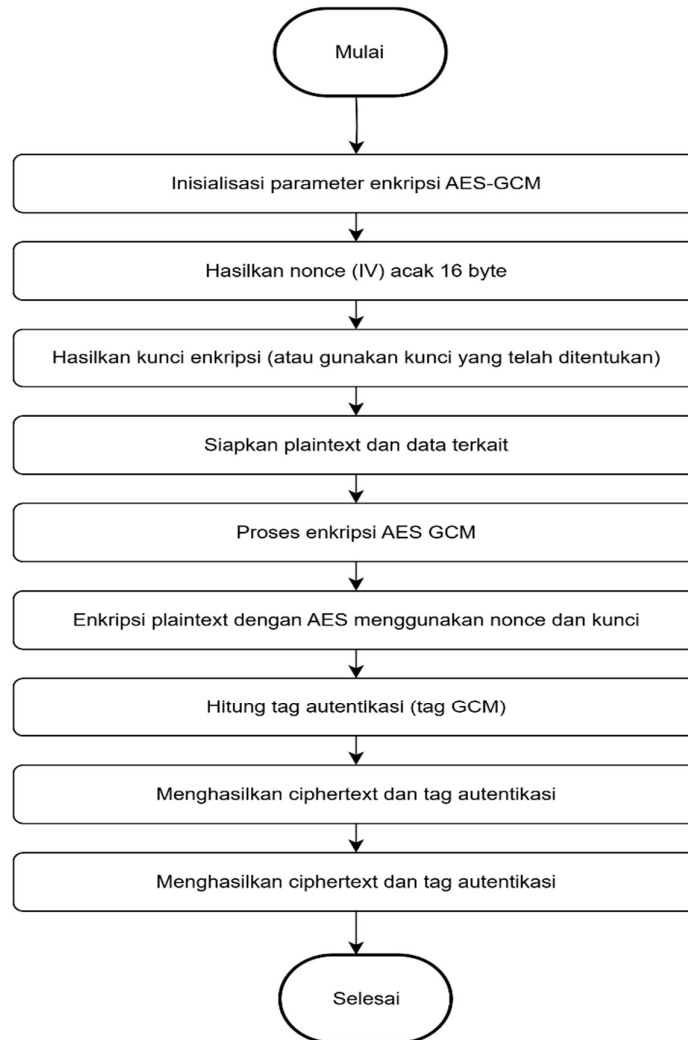 Mulai
Inisialisasi parameter enkripsi AES-GCM
Hasilkan nonce (IV) acak 16 byte
Hasilkan kunci enkripsi (atau gunakan kunci yang telah ditentukan)
Siapkan plaintext dan data terkait
Proses enkripsi AES GCM
Enkripsi plaintext dengan AES menggunakan nonce dan kunci
Hitung tag autentikasi (tag GCM)
Menghasilkan ciphertext dan tag autentikasi
Menghasilkan ciphertext dan tag autentikasi
Selesai